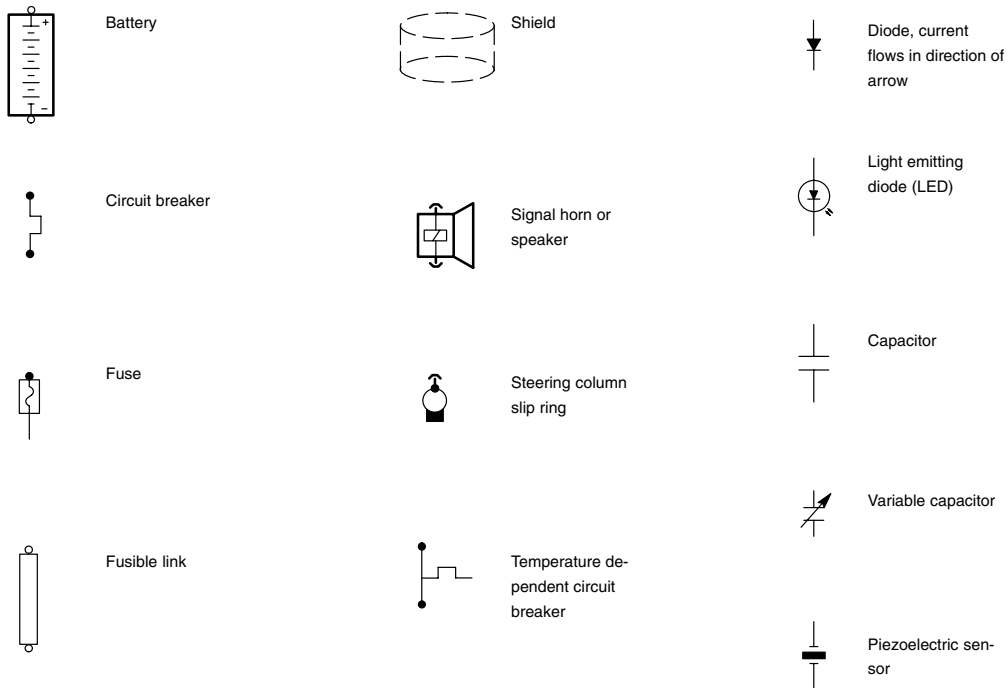 Battery
Circuit breaker
Fuse
Fusible link
Shield
Signal horn or
speaker
Steering column
slip ring
Temperature de-
pendent circuit
breaker
Diode, current
flows in direction of
arrow
Light emitting
diode (LED)
Capacitor
Variable capacitor
Piezoelectric sen-
sor